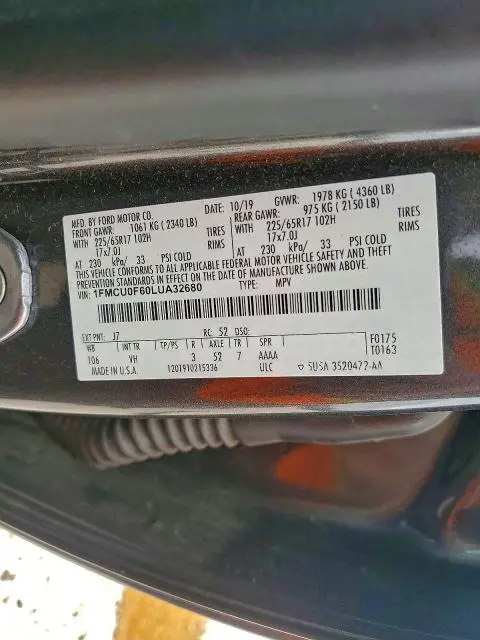 MFD. BY FORD MOTOR CO. DATE: 10/19 GVWR: 1978 KG ( 4360 LB)
FRONT GAWR: 1061 KG ( 2340 LB) REAR GAWR: 975 KG ( 2150 LB)
WITH 225/65R17 102H TIRES WITH 225/65R17 102H TIRES
17x7.0J RIMS 17x7.0J RIMS
AT 230 kPa/ 33 PSI COLD AT 230 kPa/ 33 PSI COLD
THIS VEHICLE CONFORMS TO ALL APPLICABLE FEDERAL MOTOR VEHICLE SAFETY AND THEFT
PREVENTION STANDARDS IN EFFECT ON THE DATE OF MANUFACTURE SHOWN ABOVE.
VIN: 1FMCU0F60LUA32680 TYPE: MPV
EXT PNT: J7 RC: 52 DSO: F0175
WB INT TR TP/PS R AXLE TR SPR T0163
106 VH 3 52 7 AAAA
MADE IN U.S.A. 120T910215336 ULC 5USA 3520472-AA